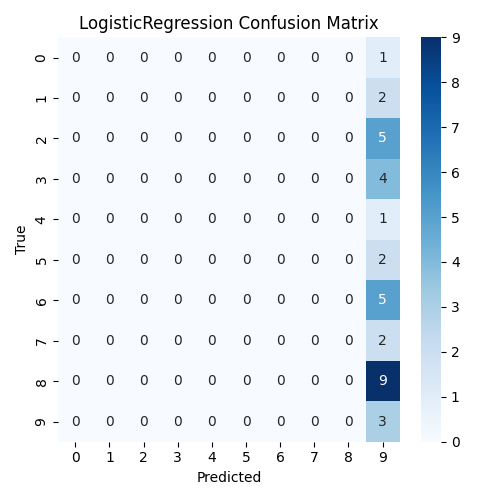 LogisticRegression Confusion Matrix
0 0 0 0 0 0 0 0 0 0 1
1 0 0 0 0 0 0 0 0 0 2
2 0 0 0 0 0 0 0 0 0 5
3 0 0 0 0 0 0 0 0 0 4
4 0 0 0 0 0 0 0 0 0 1
5 0 0 0 0 0 0 0 0 0 2
6 0 0 0 0 0 0 0 0 0 5
7 0 0 0 0 0 0 0 0 0 2
8 0 0 0 0 0 0 0 0 0 9
9 0 0 0 0 0 0 0 0 0 3
0 1 2 3 4 5 6 7 8 9
Predicted
True
9
8
7
6
5
4
3
2
1
0